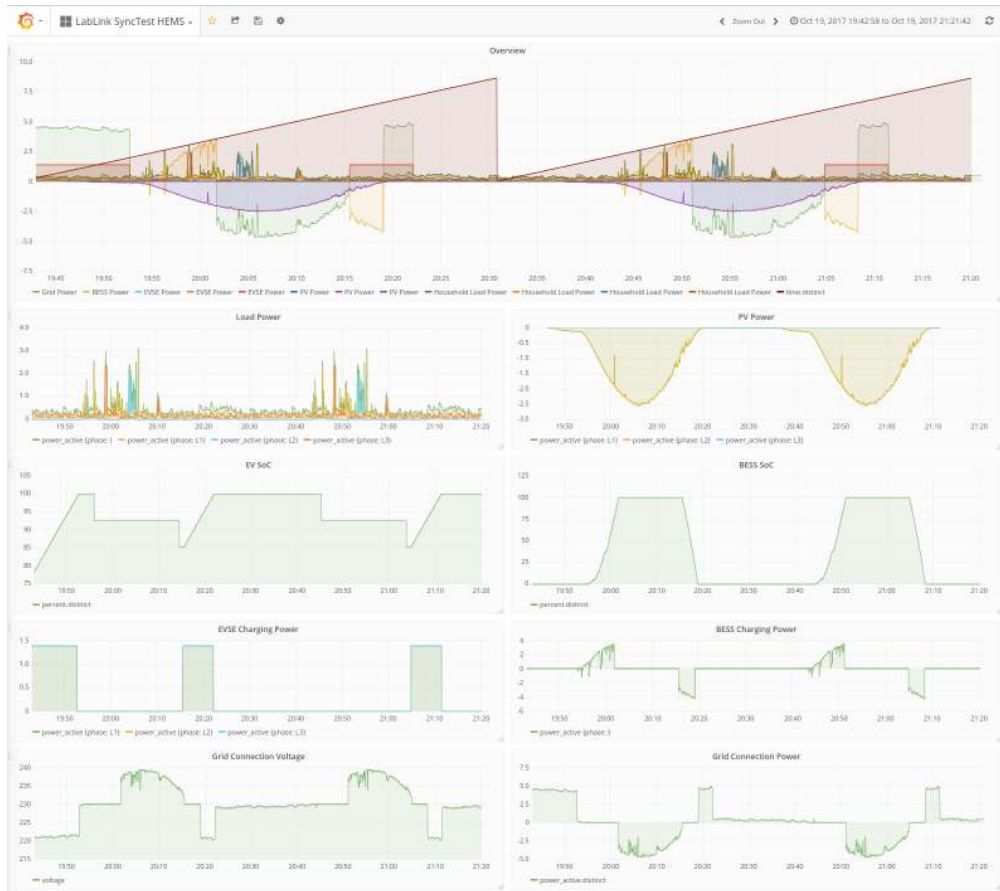 LabLink SyncTest HEMS
Zoom Out Oct 19, 2017 19:42:58 to Oct 19, 2017 21:21:42
Overview
10.0
7.5
5.0
2.5
0
-2.5
-5.0
-7.5
19:45 19:50 19:55 20:00 20:05 20:10 20:15 20:20 20:25 20:30 20:35 20:40 20:45 20:50 20:55 21:00 21:05 21:10 21:15 21:20
Grid Power BESS Power EVSE Power EVSE Power EVSE Power PV Power PV Power PV Power Household Load Power Household Load Power Household Load Power Household Load Power time.distinct
Load Power
4.0
3.0
2.0
1.0
0
19:50 20:00 20:10 20:20 20:30 20:40 20:50 21:00 21:10 21:20
power_active {phase: } power_active {phase: L1} power_active {phase: L2} power_active {phase: L3}
PV Power
0
-0.5
-1.0
-1.5
-2.0
-2.5
-3.0
19:50 20:00 20:10 20:20 20:30 20:40 20:50 21:00 21:10 21:20
power_active {phase: L1} power_active {phase: L2} power_active {phase: L3}
EV SoC
105
100
95
90
85
80
75
19:50 20:00 20:10 20:20 20:30 20:40 20:50 21:00 21:10 21:20
percent.distinct
BESS SoC
125
100
75
50
25
0
19:50 20:00 20:10 20:20 20:30 20:40 20:50 21:00 21:10 21:20
percent.distinct
EVSE Charging Power
1.5
1.0
0.5
0
19:50 20:00 20:10 20:20 20:30 20:40 20:50 21:00 21:10 21:20
power_active {phase: L1} power_active {phase: L2} power_active {phase: L3}
BESS Charging Power
4
2
0
-2
-4
-6
19:50 20:00 20:10 20:20 20:30 20:40 20:50 21:00 21:10 21:20
power_active {phase: }
Grid Connection Voltage
240
230
220
215
19:50 20:00 20:10 20:20 20:30 20:40 20:50 21:00 21:10 21:20
voltage
Grid Connection Power
7.5
5.0
2.5
0
-2.5
-5.0
19:50 20:00 20:10 20:20 20:30 20:40 20:50 21:00 21:10 21:20
power_active.distinct